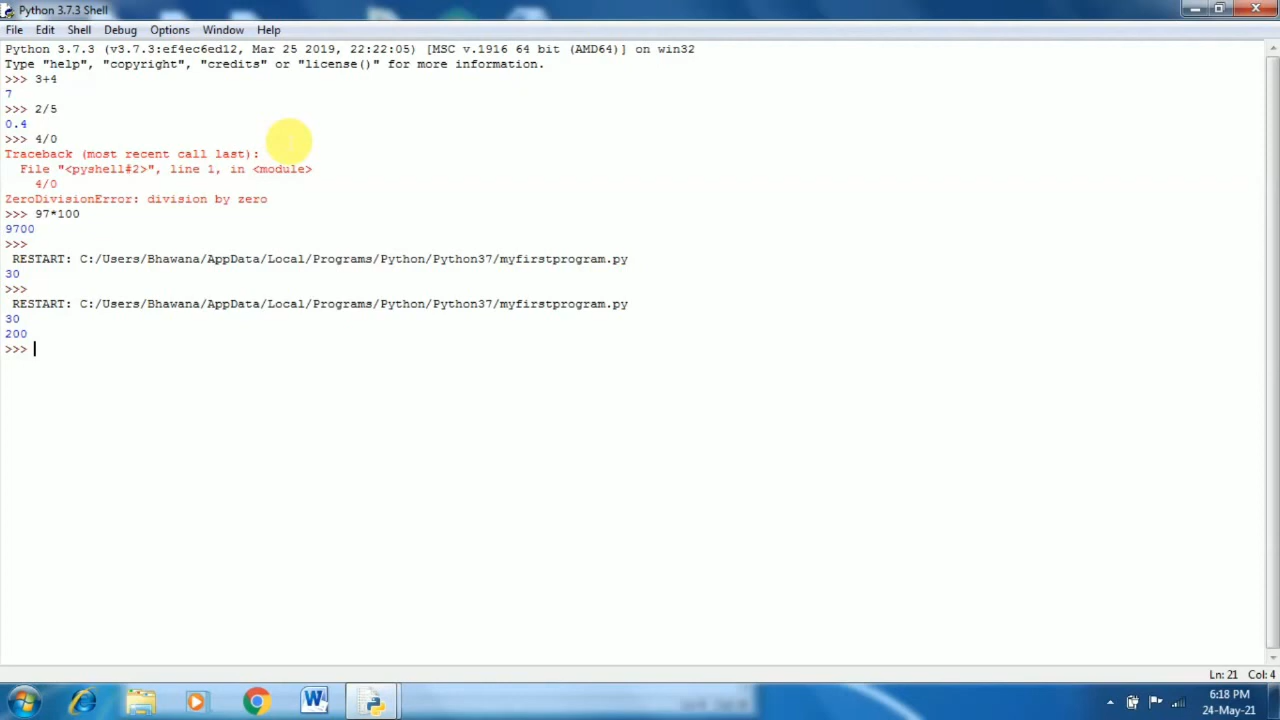 Python 3.7.3 Shell
File Edit Shell Debug Options Window Help
Python 3.7.3 (v3.7.3:ef4ec6ed12, Mar 25 2019, 22:22:05) [MSC v.1916 64 bit (AMD64)] on win32
Type "help", "copyright", "credits" or "license()" for more information.
>>> 3+4
7
>>> 2/5
0.4
>>> 4/0
Traceback (most recent call last):
  File "<pyshell#2>", line 1, in <module>
    4/0
ZeroDivisionError: division by zero
>>> 97*100
9700
>>>
 RESTART: C:/Users/Bhawana/AppData/Local/Programs/Python/Python37/myfirstprogram.py
30
>>>
 RESTART: C:/Users/Bhawana/AppData/Local/Programs/Python/Python37/myfirstprogram.py
30
200
>>>
Ln: 21 Col: 4
6:18 PM
24-May-21